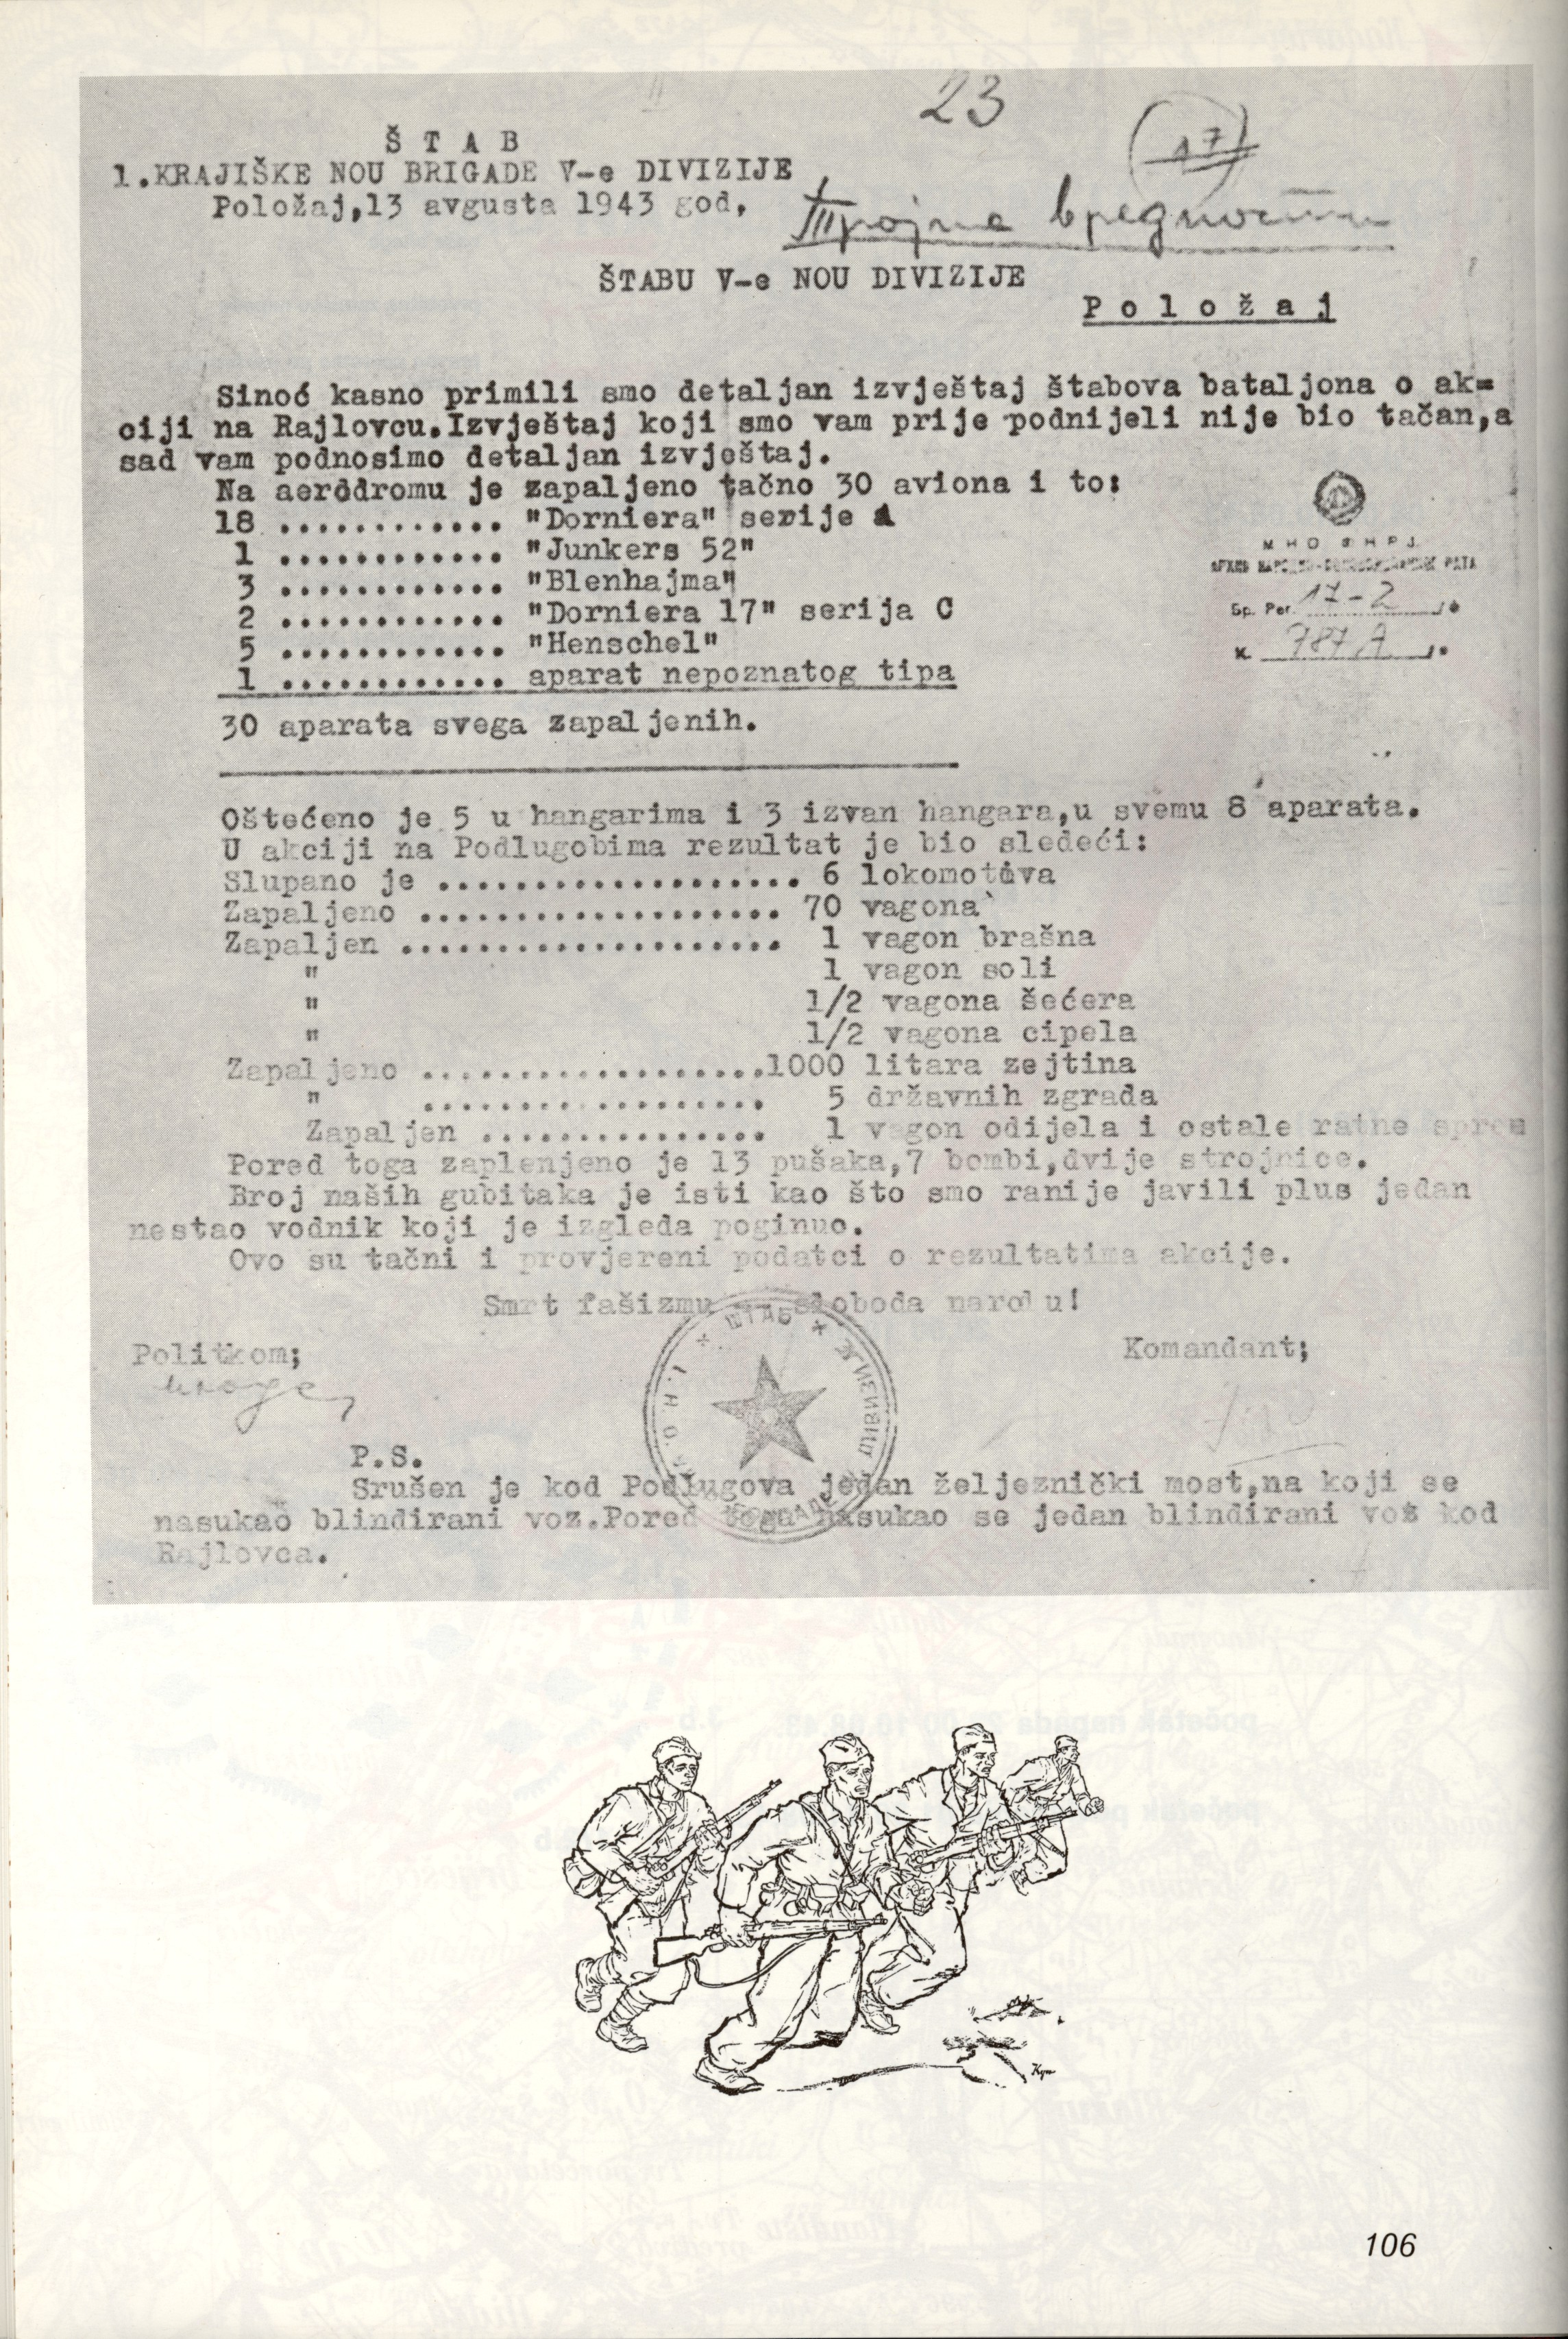 23
(17)
Š T A B
1.KRAJIŠKE NOU BRIGADE V-e DIVIZIJE
Položaj,13 avgusta 1943 god,
ŠTABU V-e NOU DIVIZIJE
P o l o ž a j
Sinoć kasno primili smo detaljan izvještaj štabova bataljona o ak=
ciji na Rajlovcu.Izvještaj koji smo vam prije podnijeli nije bio tačan,a
sad vam podnosimo detaljan izvještaj.
Na aerddromu je zapaljeno tačno 30 aviona i to:
18 ............ "Dorniera" serije A
1 ............ "Junkers 52"
3 ............ "Blenhajma"
2 ............ "Dorniera 17" serija C
5 ............ "Henschel"
1 ............ aparat nepoznatog tipa
30 aparata svega zapaljenih.
М Н О Ф Н Р Ј
Бр. Рег. 17-2
К. 787A
Oštećeno je 5 u hangarima i 3 izvan hangara,u svemu 8 aparata.
U akciji na Podlugobima rezultat je bio sledeći:
Slupano je .................... 6 lokomotiva
Zapaljeno .................... 70 vagona
Zapaljen ..................... 1 vagon brašna
" 1 vagon soli
" 1/2 vagona šećera
" 1/2 vagona cipela
Zapaljeno ...................1000 litara zejtina
" ................... 5 državnih zgrada
Zapaljen ................ 1 vagon odijela i ostale ratne sprem
Pored toga zaplenjeno je 13 pušaka,7 bombi,dvije strojnice.
Broj naših gubitaka je isti kao što smo ranije javili plus jedan
nestao vodnik koji je izgleda poginuo.
Ovo su tačni i provjereni podatci o rezultatima akcije.
Smrt fašizmu -- sloboda narodu!
ШТАБ
Politkom;
Komandant;
P.S.
Srušen je kod Podlugova jedan željeznički most,na koji se
nasukao blindirani voz.Pored toga nasukao se jedan blindirani voz kod
Rajlovca.
106